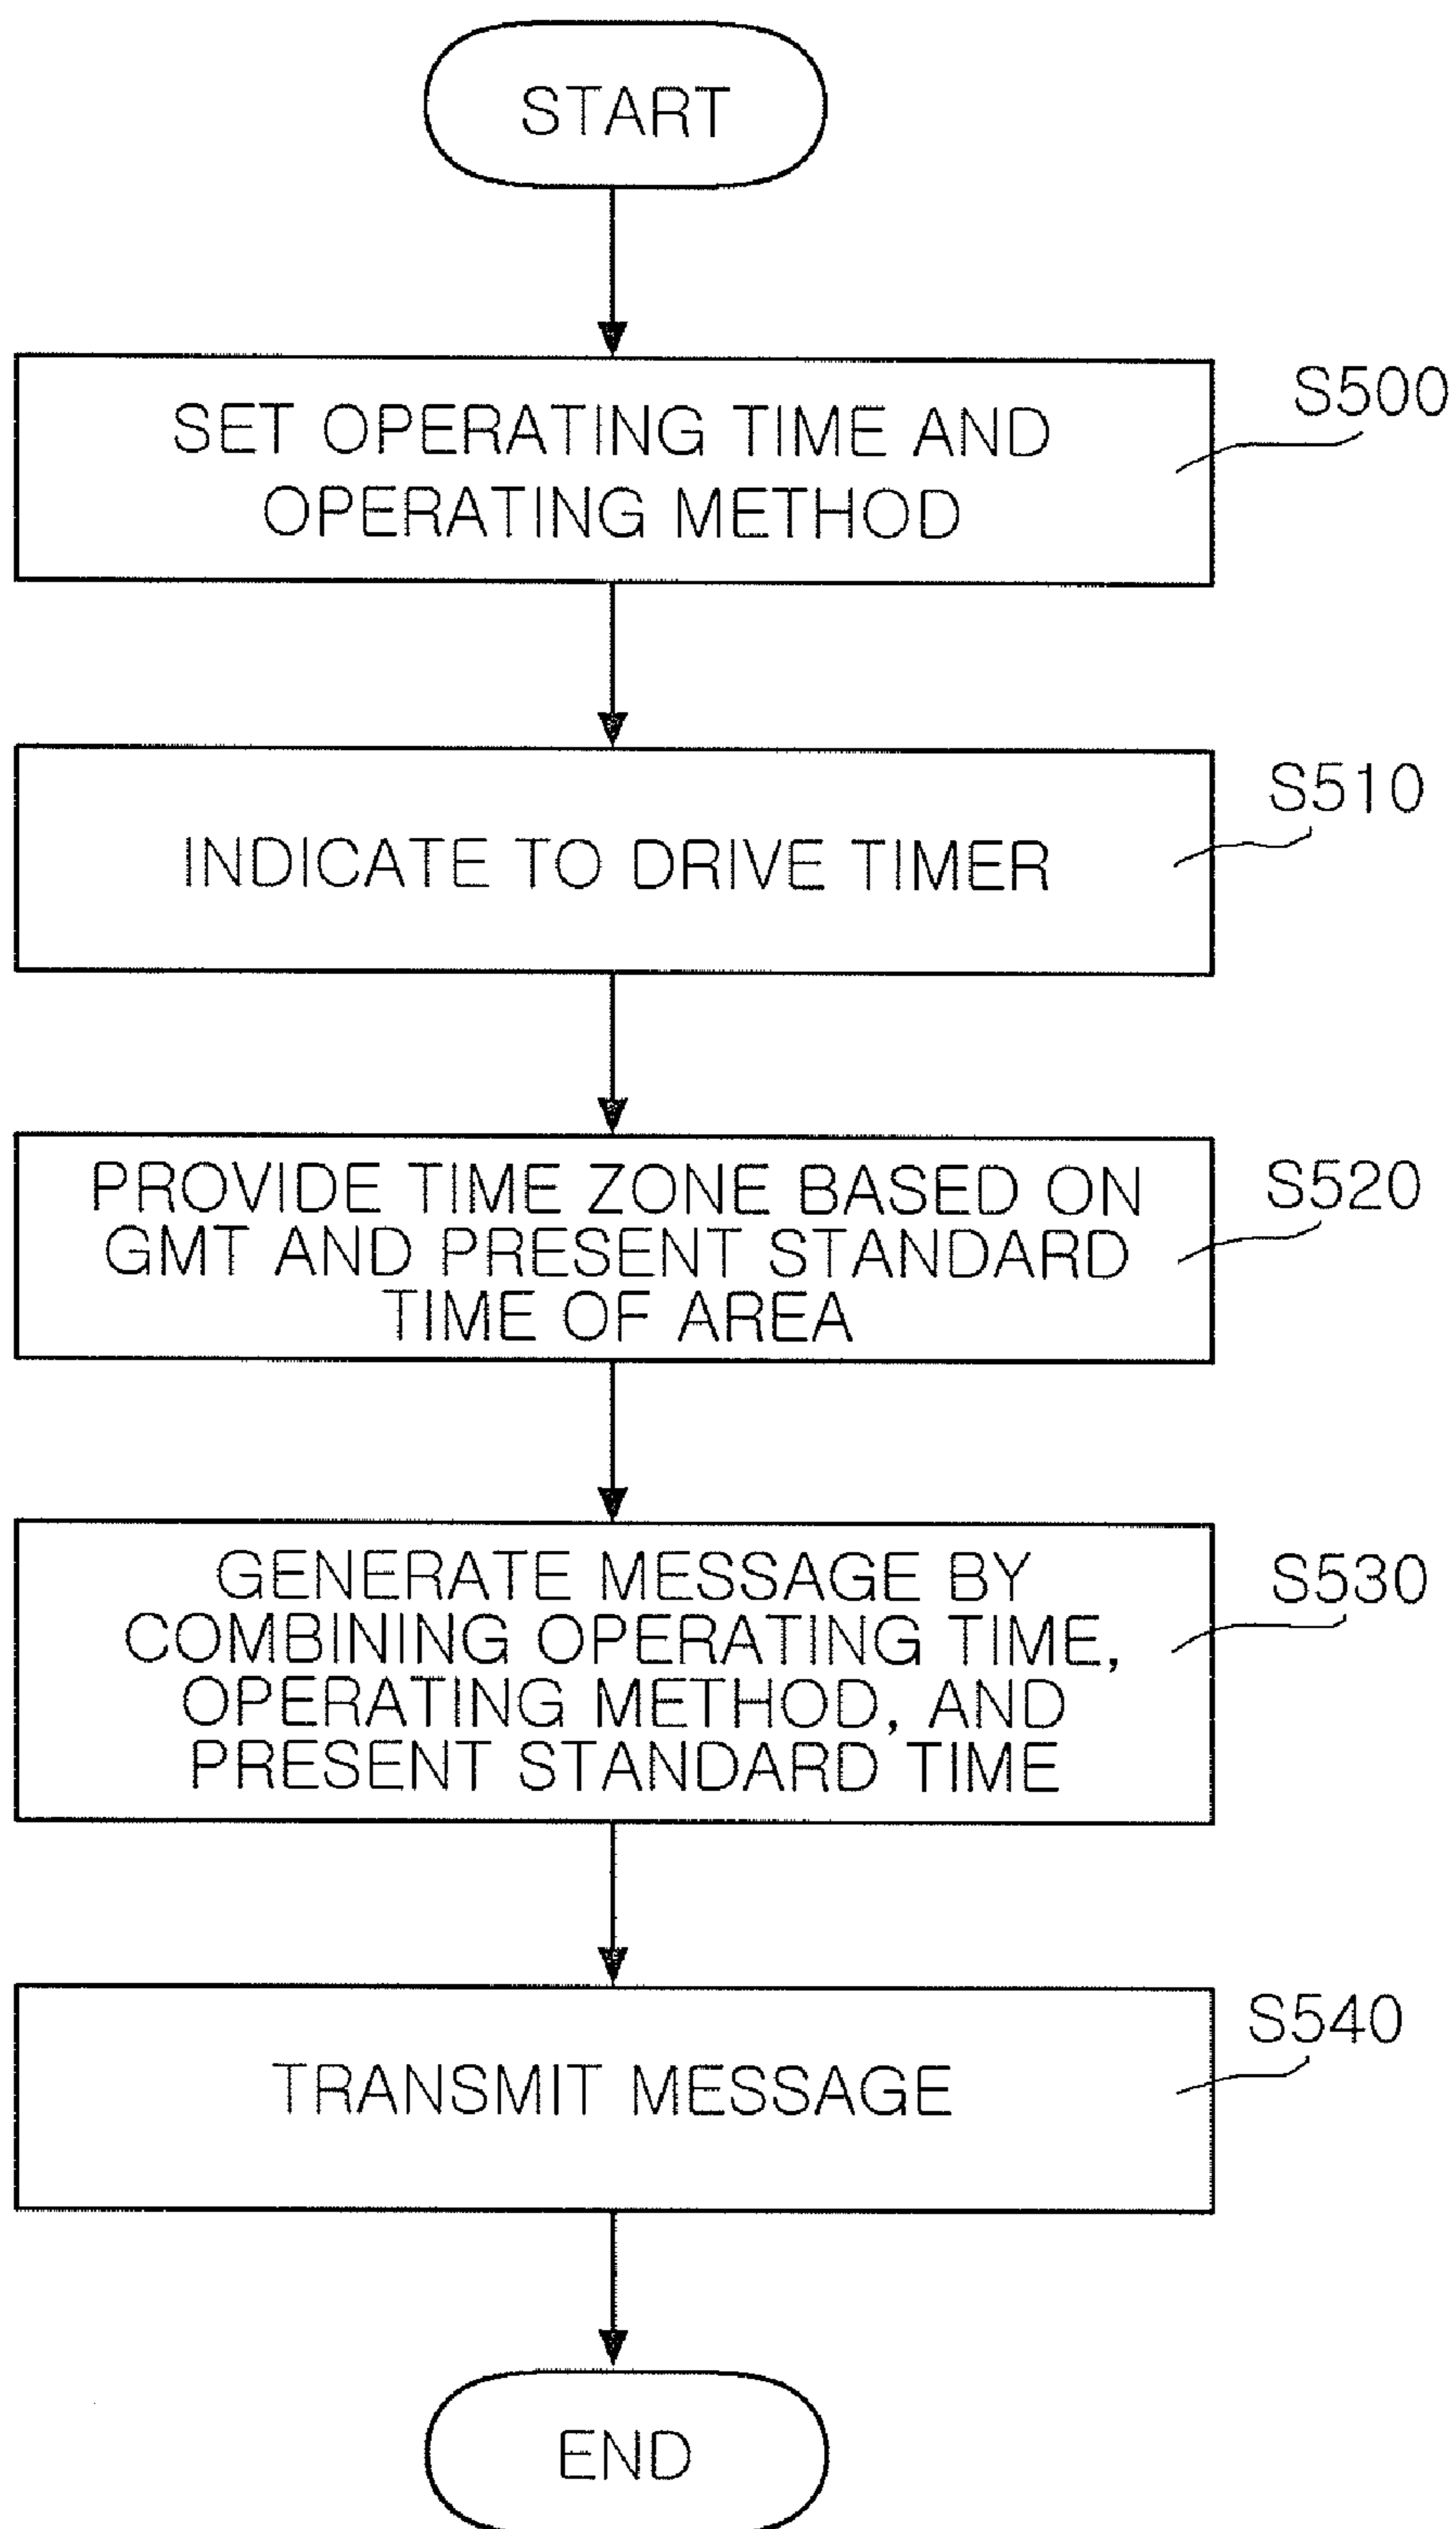 START
S500
SET OPERATING TIME AND
OPERATING METHOD
S510
INDICATE TO DRIVE TIMER
S520
PROVIDE TIME ZONE BASED ON
GMT AND PRESENT STANDARD
TIME OF AREA
S530
GENERATE MESSAGE BY
COMBINING OPERATING TIME,
OPERATING METHOD, AND
PRESENT STANDARD TIME
S540
TRANSMIT MESSAGE
END